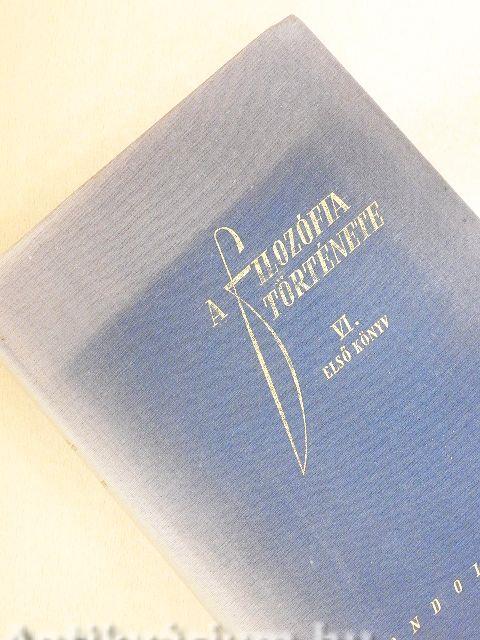 A FILOZÓFIA
TÖRTÉNETE
VI.
ELSŐ KÖNYV